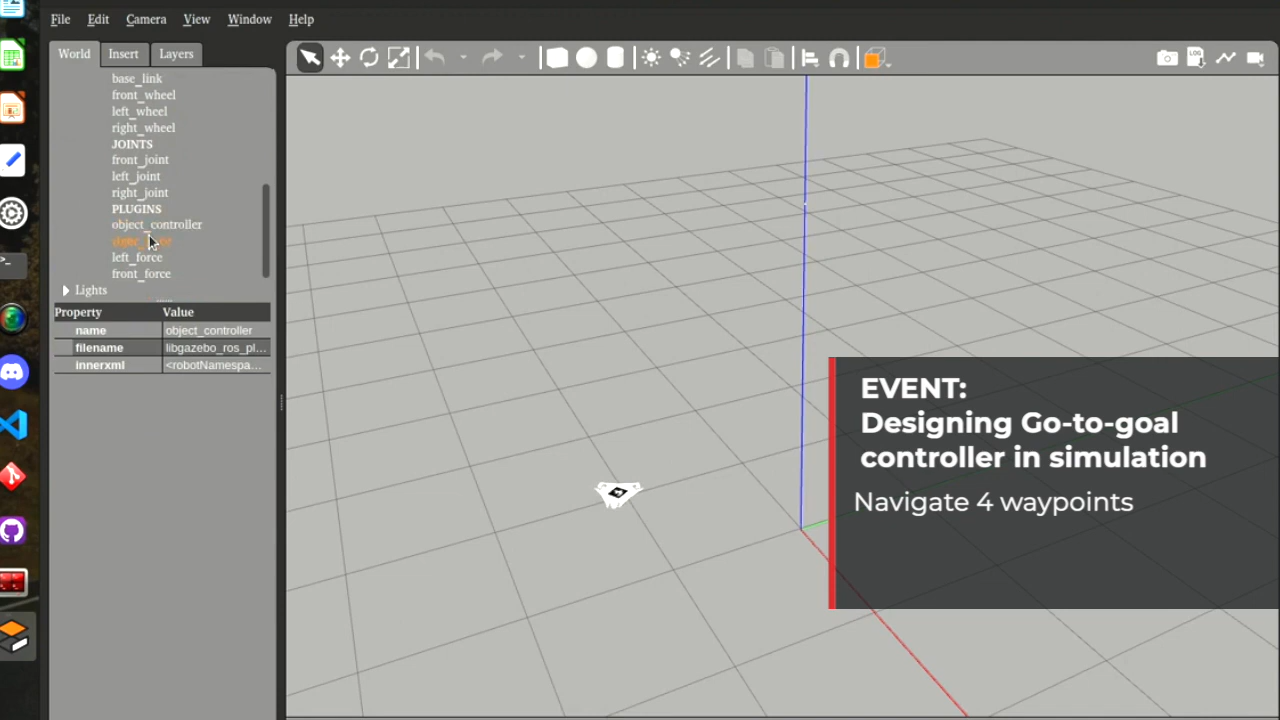 File Edit Camera View Window Help
World Insert Layers
base_link
front_wheel
left_wheel
right_wheel
JOINTS
front_joint
left_joint
right_joint
PLUGINS
object_controller
left_force
front_force
Lights
Property Value
name object_controller
filename libgazebo_ros_pl...
innerxml <robotNamespa...
LOG
EVENT:
Designing Go-to-goal
controller in simulation
Navigate 4 waypoints